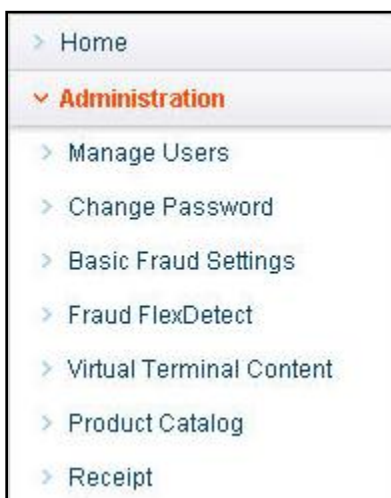 Home
Administration
Manage Users
Change Password
Basic Fraud Settings
Fraud FlexDetect
Virtual Terminal Content
Product Catalog
Receipt